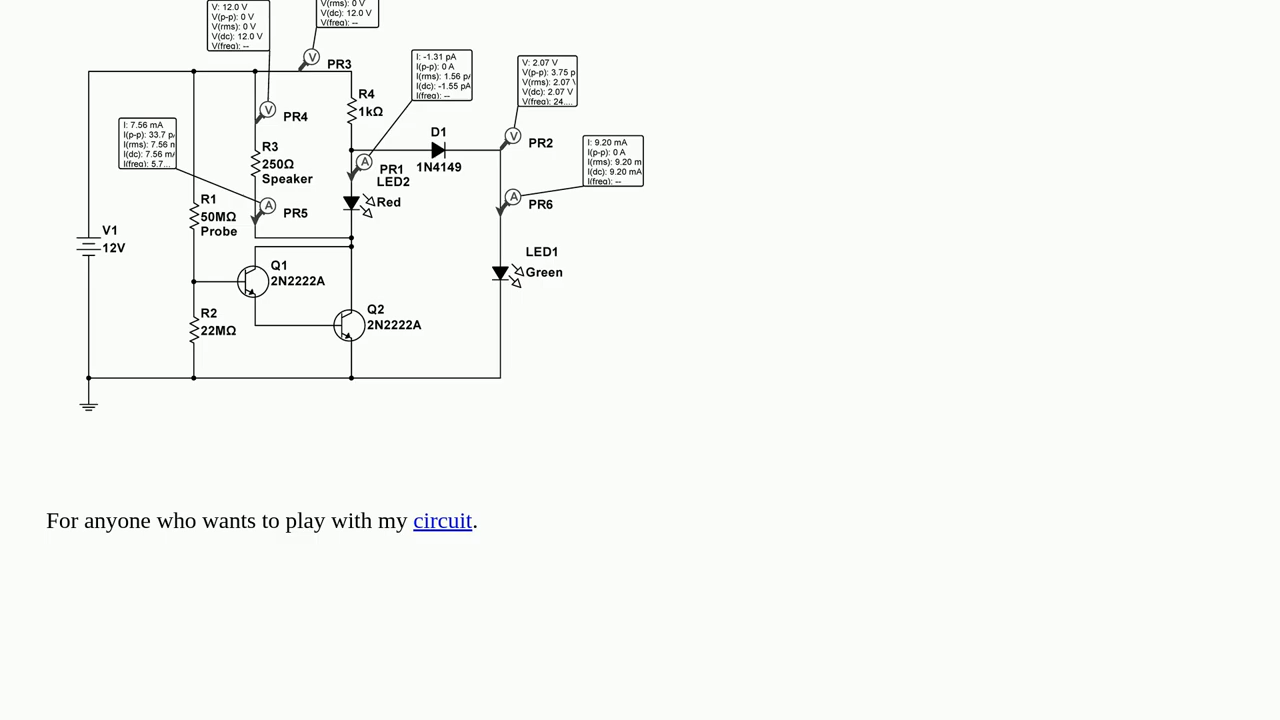 V: 12.0 V
V(p-p): 0 V
V(rms): 0 V
V(dc): 12.0 V
V(freq): --
V(rms): 0 V
V(dc): 12.0 V
V(freq): --
PR3
I: -1.31 pA
I(p-p): 0 A
I(rms): 1.56 p
I(dc): -1.55 pA
I(freq): --
V: 2.07 V
V(p-p): 3.75 p
V(rms): 2.07
V(dc): 2.07 V
V(freq): 24....
PR4
R4
1kΩ
I: 7.56 mA
I(p-p): 33.7 p
I(rms): 7.56 m
I(dc): 7.56 m
I(freq): 5.7...
D1
1N4149
PR2
I: 9.20 mA
I(p-p): 0 A
I(rms): 9.20 m
I(dc): 9.20 mA
I(freq): --
R3
250Ω
Speaker
PR1
LED2
Red
PR6
R1
50MΩ
Probe
PR5
V1
12V
LED1
Green
Q1
2N2222A
R2
22MΩ
Q2
2N2222A
For anyone who wants to play with my circuit.